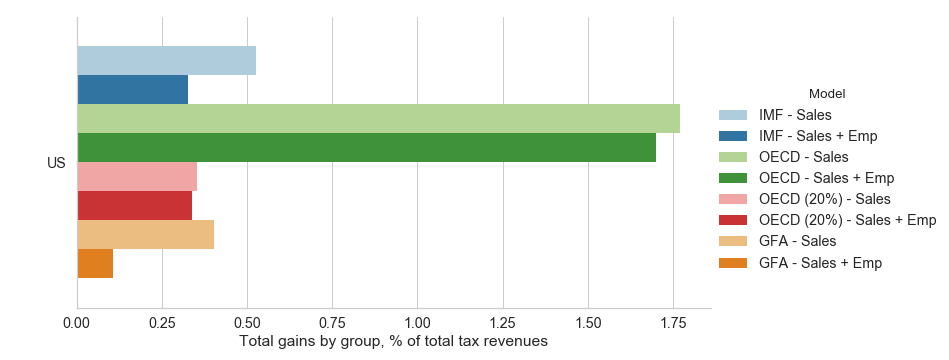 Model
IMF - Sales
IMF - Sales + Emp
OECD - Sales
OECD - Sales + Emp
OECD (20%) - Sales
OECD (20%) - Sales + Emp
GFA - Sales
GFA - Sales + Emp
US
0.00 0.25 0.50 0.75 1.00 1.25 1.50 1.75
Total gains by group, % of total tax revenues